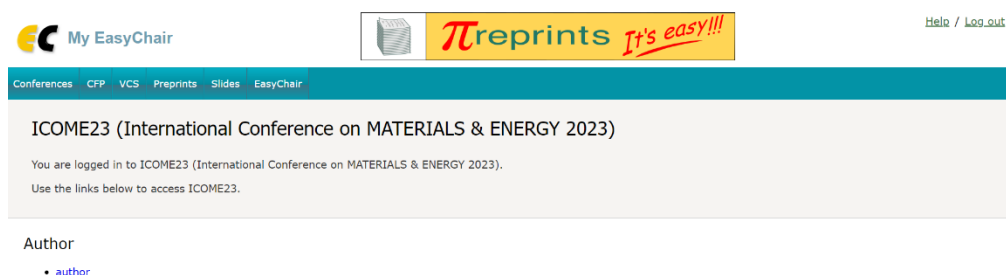 EC My EasyChair
πreprints It's easy!!!
Help / Log out
Conferences CFP VCS Preprints Slides EasyChair
ICOME23 (International Conference on MATERIALS & ENERGY 2023)
You are logged in to ICOME23 (International Conference on MATERIALS & ENERGY 2023).
Use the links below to access ICOME23.
Author
• author